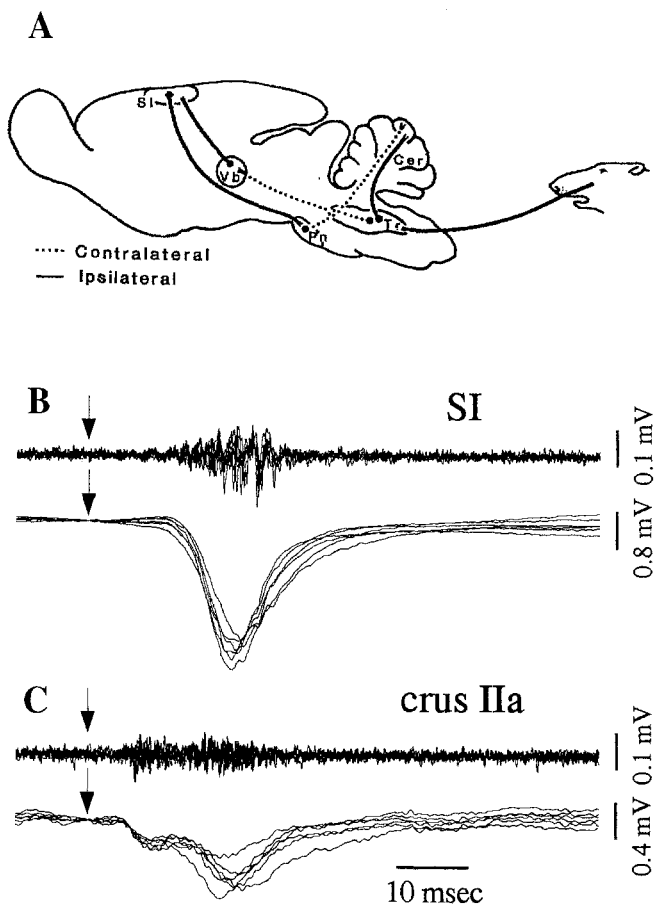 A
SI
Vb
Cer
Tr
Pn
Contralateral
Ipsilateral
B
SI
0.1 mV
0.8 mV
C
crus IIa
0.1 mV
0.4 mV
10 msec